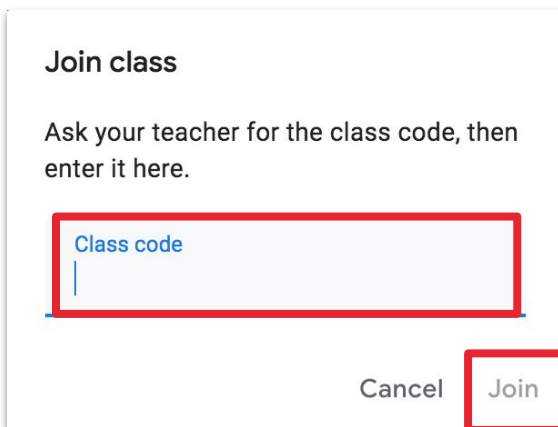 Join class
Ask your teacher for the class code, then
enter it here.
Class code
Cancel Join